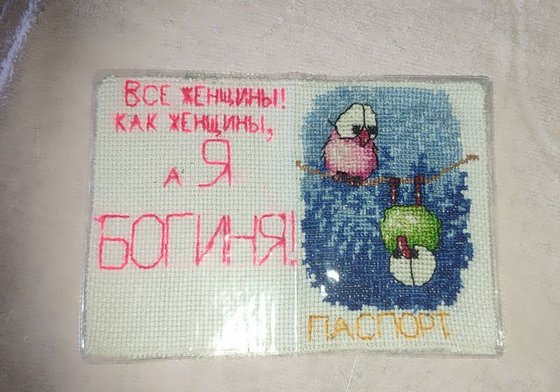 ВСЕ ЖЕНЩИНЫ!
КАК ЖЕНЩИНЫ,
А Я
БОГИНЯ!
ПАСПОРТ